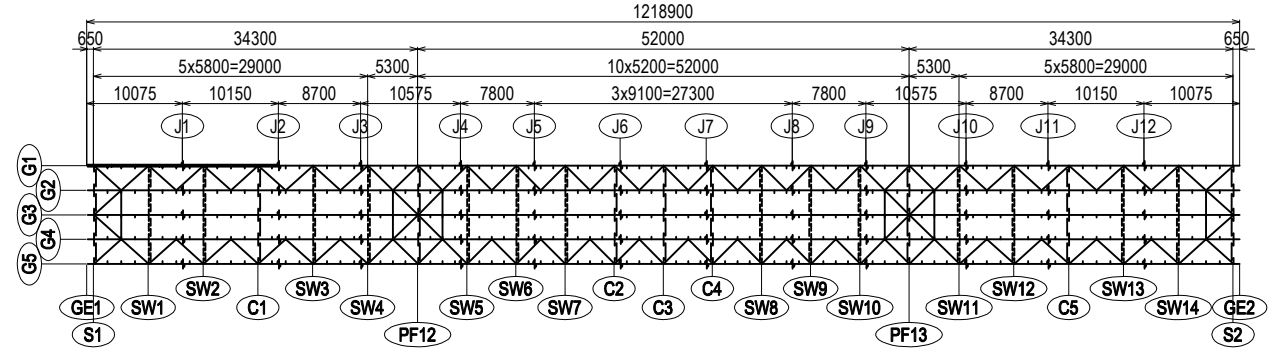 1218900
650 34300 52000 34300 650
5x5800=29000 5300 10x5200=52000 5300 5x5800=29000
10075 10150 8700 10575 7800 3x9100=27300 7800 10575 8700 10150 10075
J1 J2 J3 J4 J5 J6 J7 J8 J9 J10 J11 J12
G1
G2
G3
G4
G5
SW2 SW3 SW6 C2 C4 SW9 SW12 SW13
GE1 SW1 C1 SW4 SW5 SW7 C3 SW8 SW10 SW11 C5 SW14 GE2
S1 PF12 PF13 S2